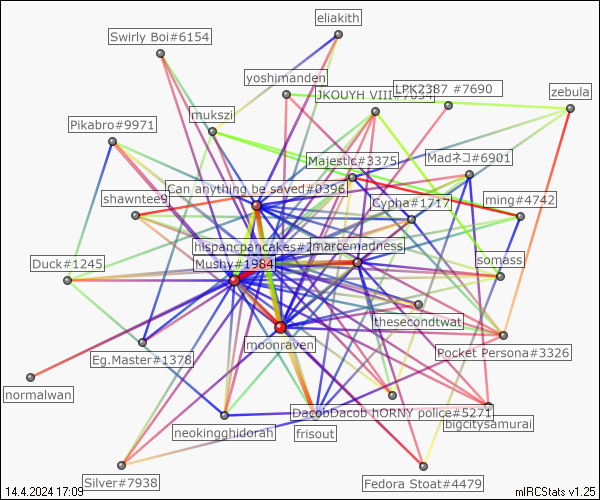 eliakith
Swirly Boi#6154
yoshimanden
LPK2387 #7690
JKOUYH VIII#7034
zebula
mukszi
Pikabro#9971
Majestic#3375
Madネコ#6901
Can anything be saved#0396
shawntee9
Cypha#1717
ming#4742
hispancpancakes
marcemadness
Mushy#1984
Duck#1245
somass
thesecondtwat
moonraven
Pocket Persona#3326
Eg.Master#1378
normalwan
DacobDacob hORNY police#5271
bigcitysamurai
neokingghidorah
frisout
Silver#7938
Fedora Stoat#4479
14.4.2024 17:09
mIRCStats v1.25